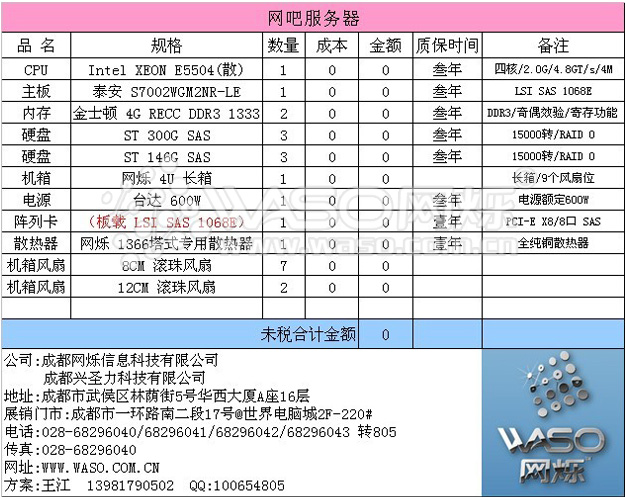 网吧服务器
品 名 规格 数量 成本 金额 质保时间 备注
CPU Intel XEON E5504(散) 1 0 0 叁年 四核/2.0G/4.8GT/s/4M
主板 泰安 S7002WGM2NR-LE 1 0 0 叁年 LSI SAS 1068E
内存 金士顿 4G RECC DDR3 1333 2 0 0 叁年 DDR3/奇偶效验/寄存功能
硬盘 ST 300G SAS 3 0 0 叁年 15000转/RAID 0
硬盘 ST 146G SAS 3 0 0 叁年 15000转/RAID 0
机箱 网烁 4U 长箱 1 0 0 长箱/9个风扇位
电源 台达 600W 1 0 0 叁年 电源额定600W
阵列卡 (板载 LSI SAS 1068E) 1 0 0 壹年 PCI-E X8/8口 SAS
散热器 网烁 1366塔式专用散热器 1 0 0 壹年 全纯铜散热器
机箱风扇 8CM 滚珠风扇 7 0 0
机箱风扇 12CM 滚珠风扇 2 0 0
未税合计金额 0
公司:成都网烁信息科技有限公司
成都兴圣力科技有限公司
地址:成都市武侯区林荫街5号华西大厦A座16层
展销门市:成都市一环路南二段17号@世界电脑城2F-220#
电话:028-68296040/68296041/68296042/68296043 转805
传真:028-68296040
网址:WWW.WASO.COM.CN
方案:王江 13981790502 QQ:100654805
WASO
网烁
WASO网烁